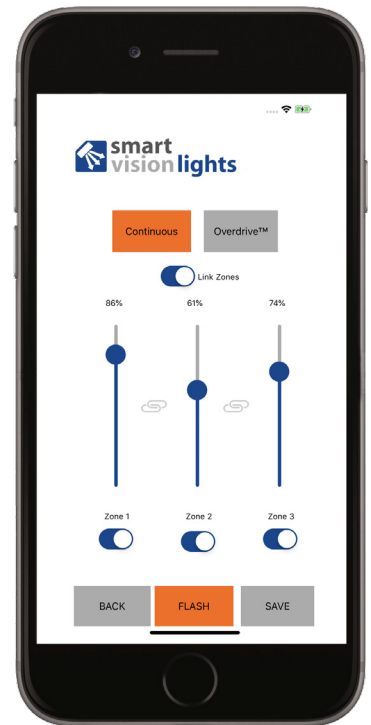 smart
vision lights
Continuous Overdrive™
Link Zones
86% 61% 74%
Zone 1 Zone 2 Zone 3
BACK FLASH SAVE